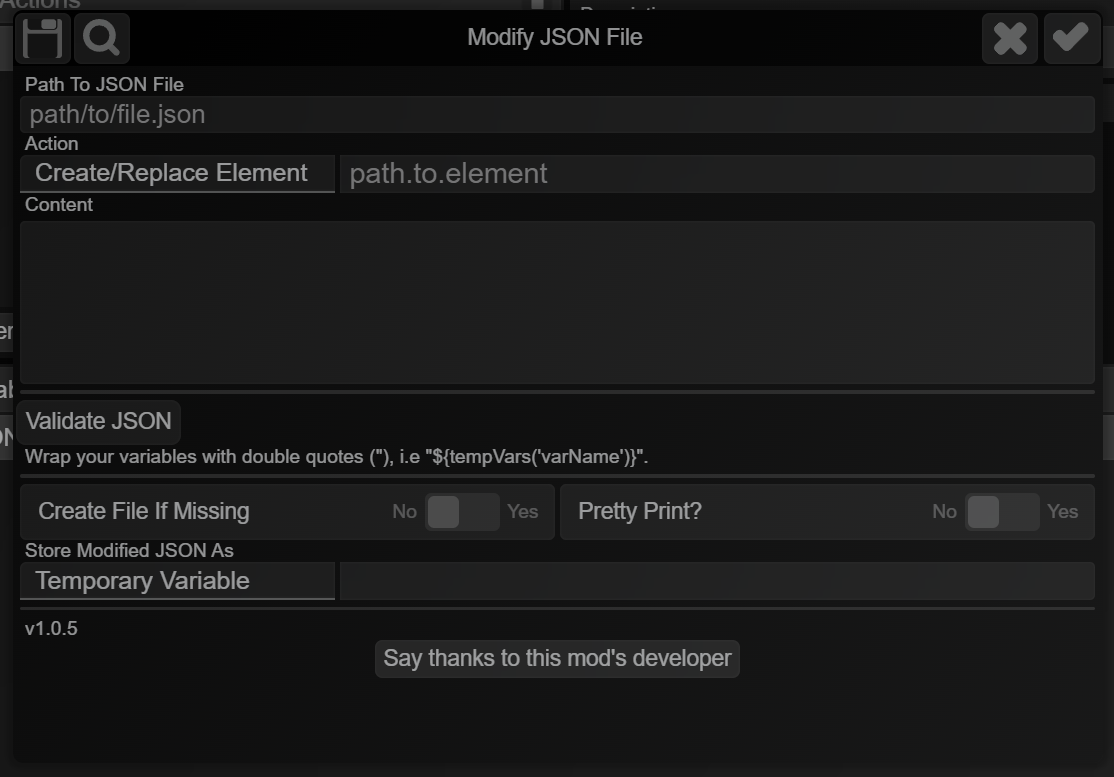 Actions
Modify JSON File
Path To JSON File
path/to/file.json
Action
Create/Replace Element
path.to.element
Content
Validate JSON
Wrap your variables with double quotes ("), i.e "${tempVars('varName')}".
Create File If Missing
No
Yes
Pretty Print?
No
Yes
Store Modified JSON As
Temporary Variable
v1.0.5
Say thanks to this mod's developer